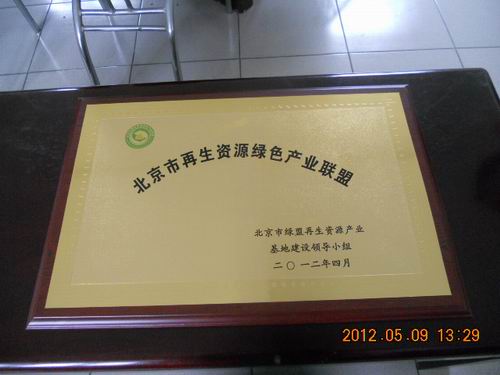 北京市再生资源绿色产业联盟
北京市绿盟再生资源产业
基地建设领导小组
二〇一二年四月
2012.05.09 13:29